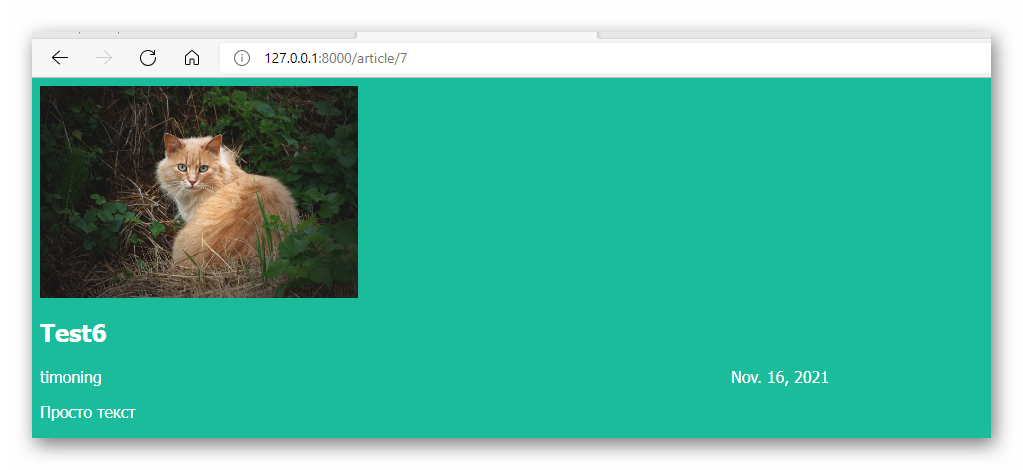 127.0.0.1:8000/article/7
Test6
timoning
Nov. 16, 2021
Просто текст